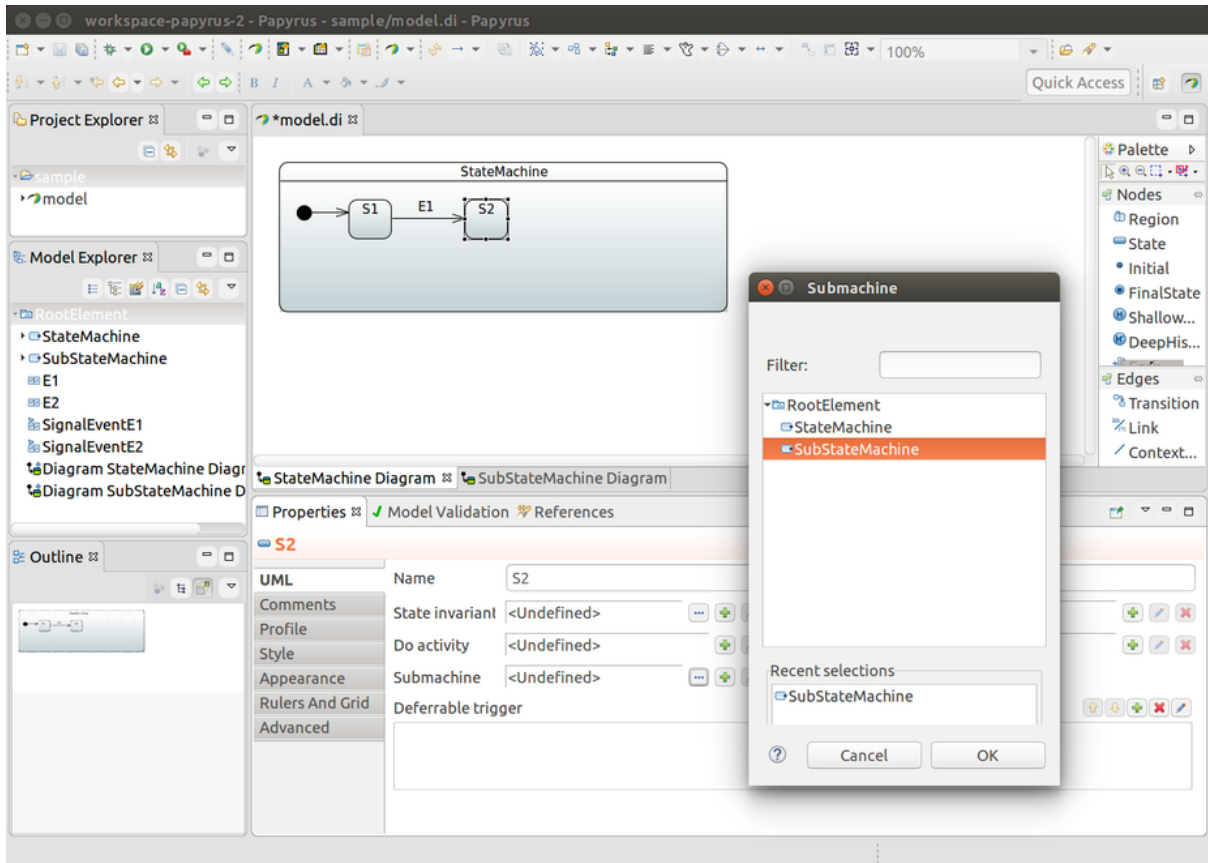 workspace-papyrus-2 - Papyrus - sample/model.di - Papyrus
100%
B I A
Quick Access
Project Explorer
sample
model
Model Explorer
RootElement
StateMachine
SubStateMachine
E1
E2
SignalEventE1
SignalEventE2
Diagram StateMachine Diagr
Diagram SubStateMachine D
Outline
*model.di
StateMachine
S1
E1
S2
StateMachine Diagram
SubStateMachine Diagram
Palette
Nodes
Region
State
Initial
FinalState
Shallow...
DeepHis...
Edges
Transition
Link
Context...
Properties
Model Validation
References
S2
UML
Comments
Profile
Style
Appearance
Rulers And Grid
Advanced
Name S2
State invariant <Undefined>
Do activity <Undefined>
Submachine <Undefined>
Deferrable trigger
Submachine
Filter:
RootElement
StateMachine
SubStateMachine
Recent selections
SubStateMachine
Cancel
OK